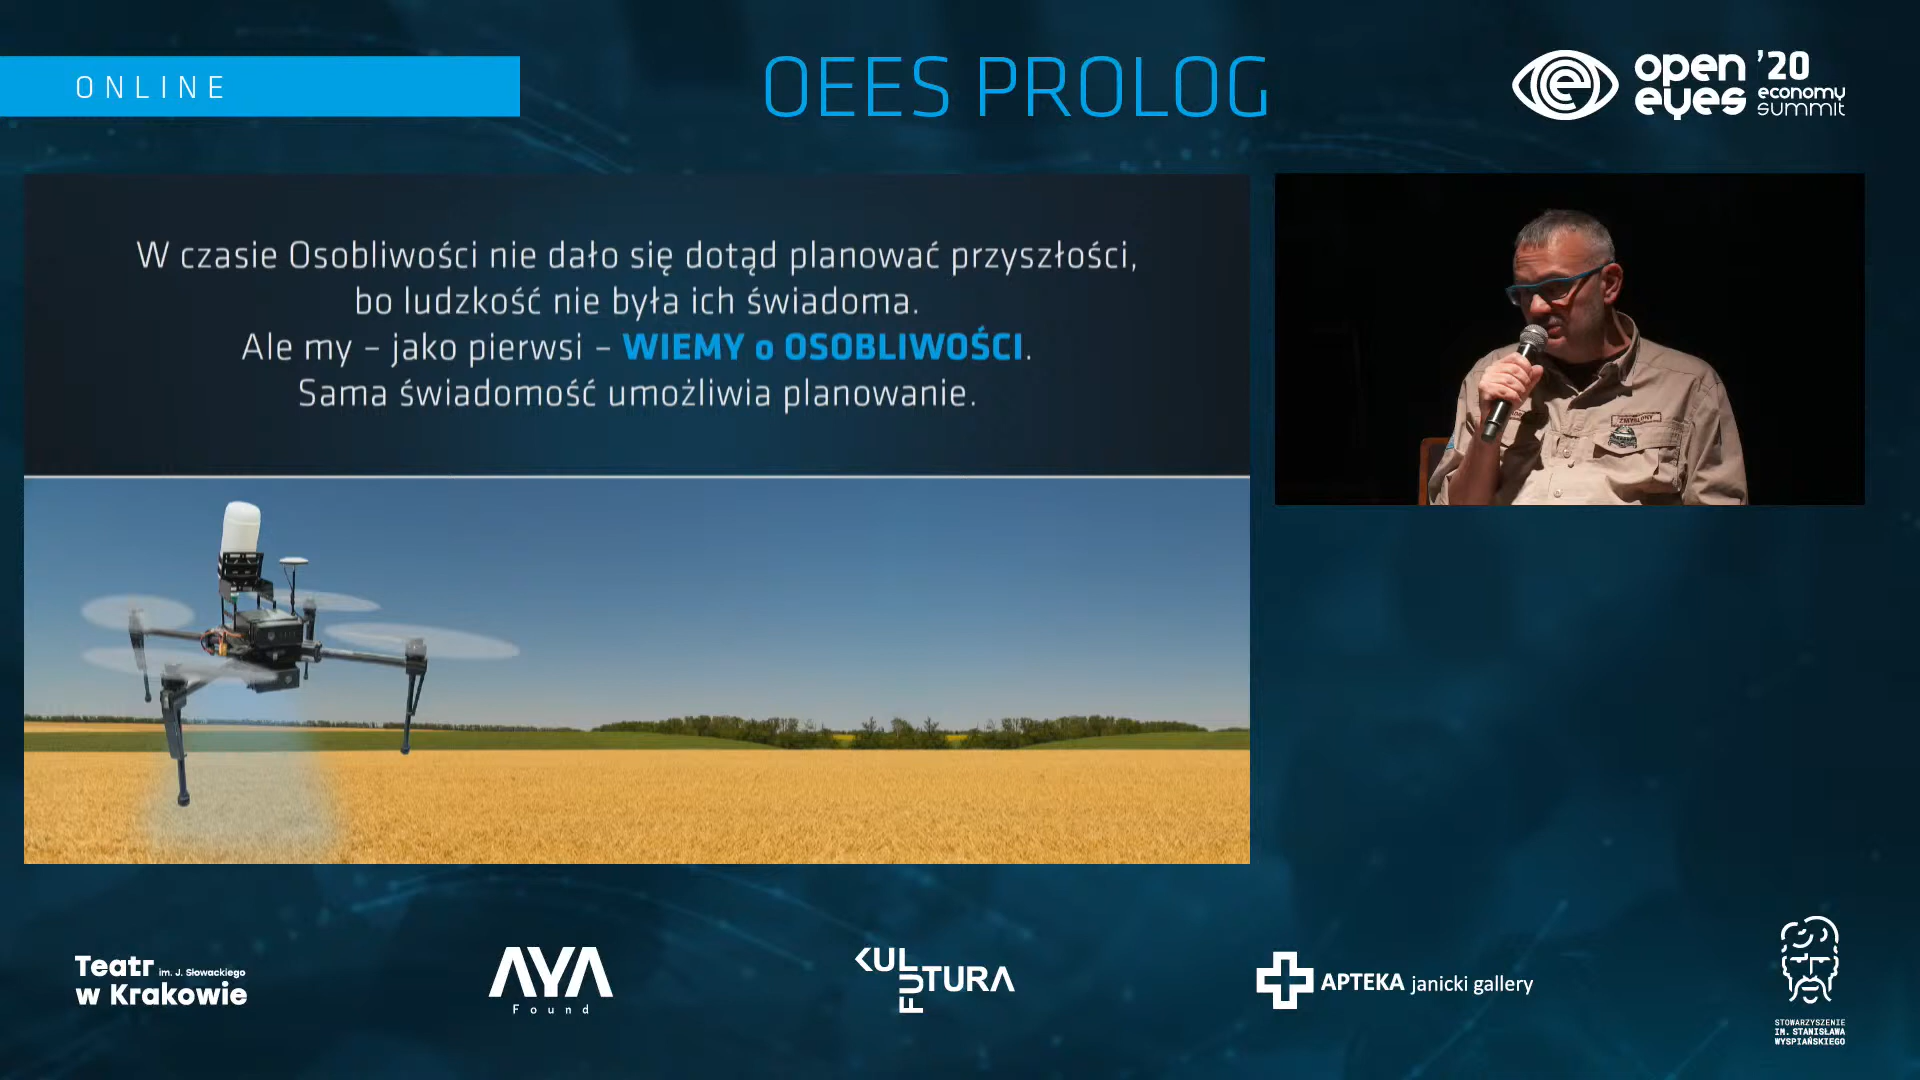 ONLINE
OEES PROLOG
open '20
eyes economy
summit
W czasie Osobliwości nie dało się dotąd planować przyszłości,
bo ludzkość nie była ich świadoma.
Ale my – jako pierwsi – WIEMY o OSOBLIWOŚCI.
Sama świadomość umożliwia planowanie.
Teatr im. J. Słowackiego
w Krakowie
AYA
Found
KULTURA
FUTURA
APTEKA janicki gallery
STOWARZYSZENIE
IM. STANISŁAWA
WYSPIAŃSKIEGO